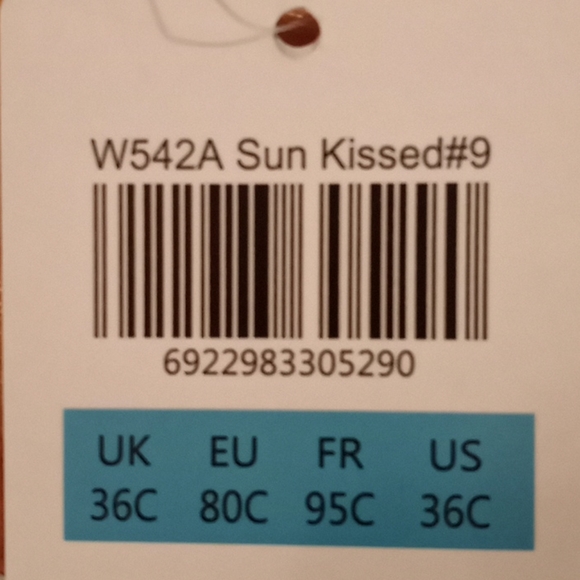 W542A Sun Kissed#9
6922983305290
UK EU FR US
36C 80C 95C 36C